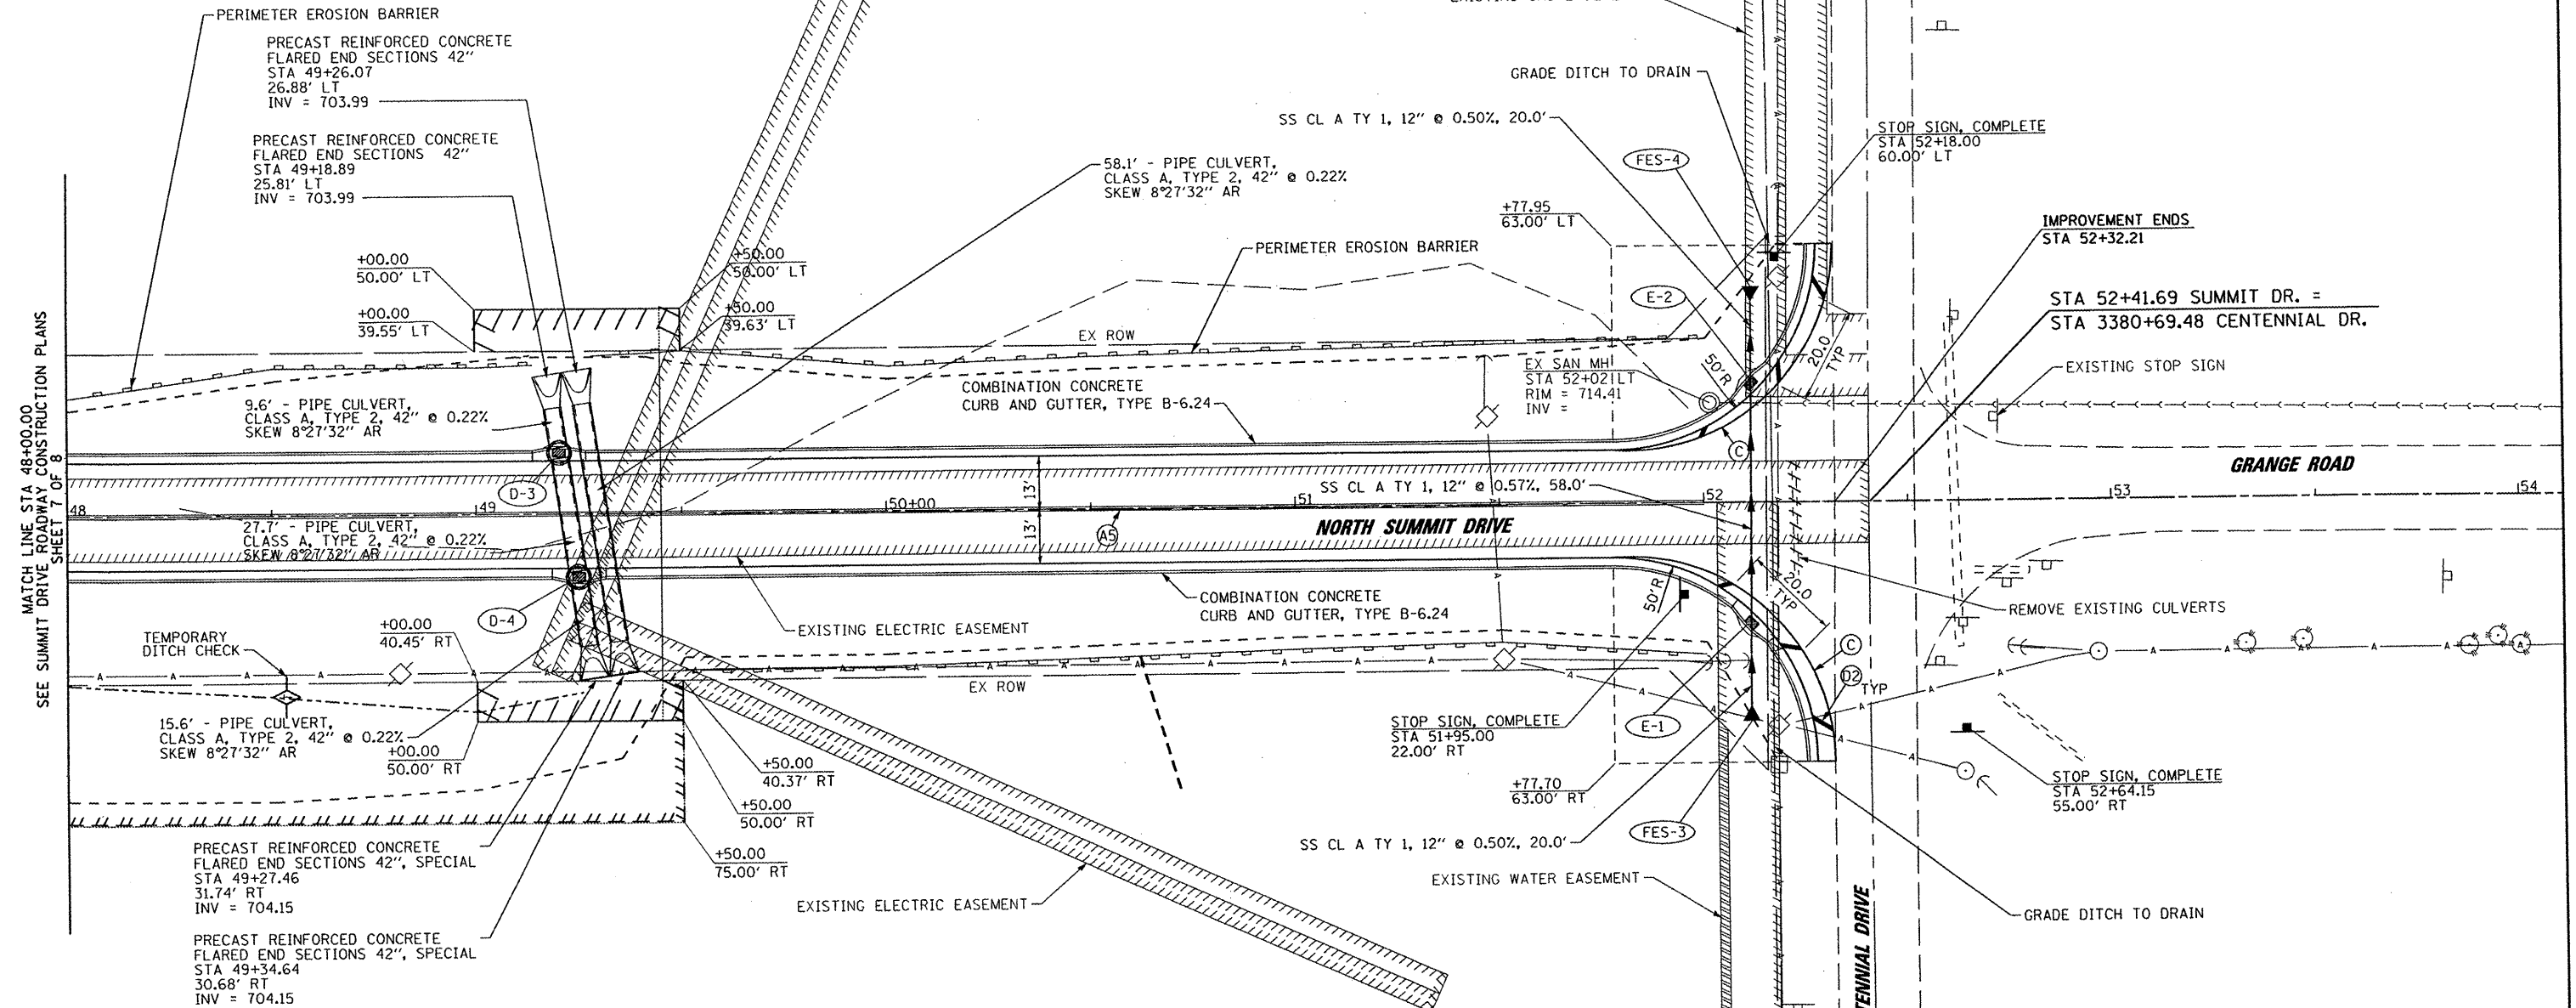 PERIMETER EROSION BARRIER
PRECAST REINFORCED CONCRETE
FLARED END SECTIONS 42"
STA 49+26.07
26.88' LT
INV = 703.99
PRECAST REINFORCED CONCRETE
FLARED END SECTIONS 42"
STA 49+18.89
25.81' LT
INV = 703.99
+00.00
50.00' LT
+00.00
39.55' LT
+50.00
50.00' LT
+50.00
39.63' LT
58.1' - PIPE CULVERT,
CLASS A, TYPE 2, 42" @ 0.22%
SKEW 8°27'32" AR
PERIMETER EROSION BARRIER
EX ROW
GRADE DITCH TO DRAIN
SS CL A TY 1, 12" @ 0.50%, 20.0'
FES-4
STOP SIGN, COMPLETE
STA 52+18.00
60.00' LT
+77.95
63.00' LT
E-2
IMPROVEMENT ENDS
STA 52+32.21
STA 52+41.69 SUMMIT DR. =
STA 3380+69.48 CENTENNIAL DR.
EXISTING STOP SIGN
MATCH LINE STA 48+00.00
SEE SUMMIT DRIVE ROADWAY CONSTRUCTION PLANS
SHEET 7 OF 8
9.6' - PIPE CULVERT,
CLASS A, TYPE 2, 42" @ 0.22%
SKEW 8°27'32" AR
COMBINATION CONCRETE
CURB AND GUTTER, TYPE B-6.24
EX SAN MH
STA 52+02 LT
RIM = 714.41
INV =
50'R
20.0
TYP
C
D-3
GRANGE ROAD
SS CL A TY 1, 12" @ 0.57%, 58.0'
13'
13'
48
49
50+00
51
52
53
54
27.7' - PIPE CULVERT,
CLASS A, TYPE 2, 42" @ 0.22%
SKEW 8°27'32" AR
A5
NORTH SUMMIT DRIVE
D-4
EXISTING ELECTRIC EASEMENT
COMBINATION CONCRETE
CURB AND GUTTER, TYPE B-6.24
50'R
20.0
TYP
REMOVE EXISTING CULVERTS
TEMPORARY
DITCH CHECK
+00.00
40.45' RT
EX ROW
C
D2
TYP
15.6' - PIPE CULVERT,
CLASS A, TYPE 2, 42" @ 0.22%
SKEW 8°27'32" AR
+00.00
50.00' RT
+50.00
40.37' RT
+50.00
50.00' RT
+50.00
75.00' RT
STOP SIGN, COMPLETE
STA 51+95.00
22.00' RT
E-1
+77.70
63.00' RT
STOP SIGN, COMPLETE
STA 52+64.15
55.00' RT
FES-3
SS CL A TY 1, 12" @ 0.50%, 20.0'
PRECAST REINFORCED CONCRETE
FLARED END SECTIONS 42", SPECIAL
STA 49+27.46
31.74' RT
INV = 704.15
EXISTING WATER EASEMENT
EXISTING ELECTRIC EASEMENT
GRADE DITCH TO DRAIN
PRECAST REINFORCED CONCRETE
FLARED END SECTIONS 42", SPECIAL
STA 49+34.64
30.68' RT
INV = 704.15
TENNIAL DRIVE